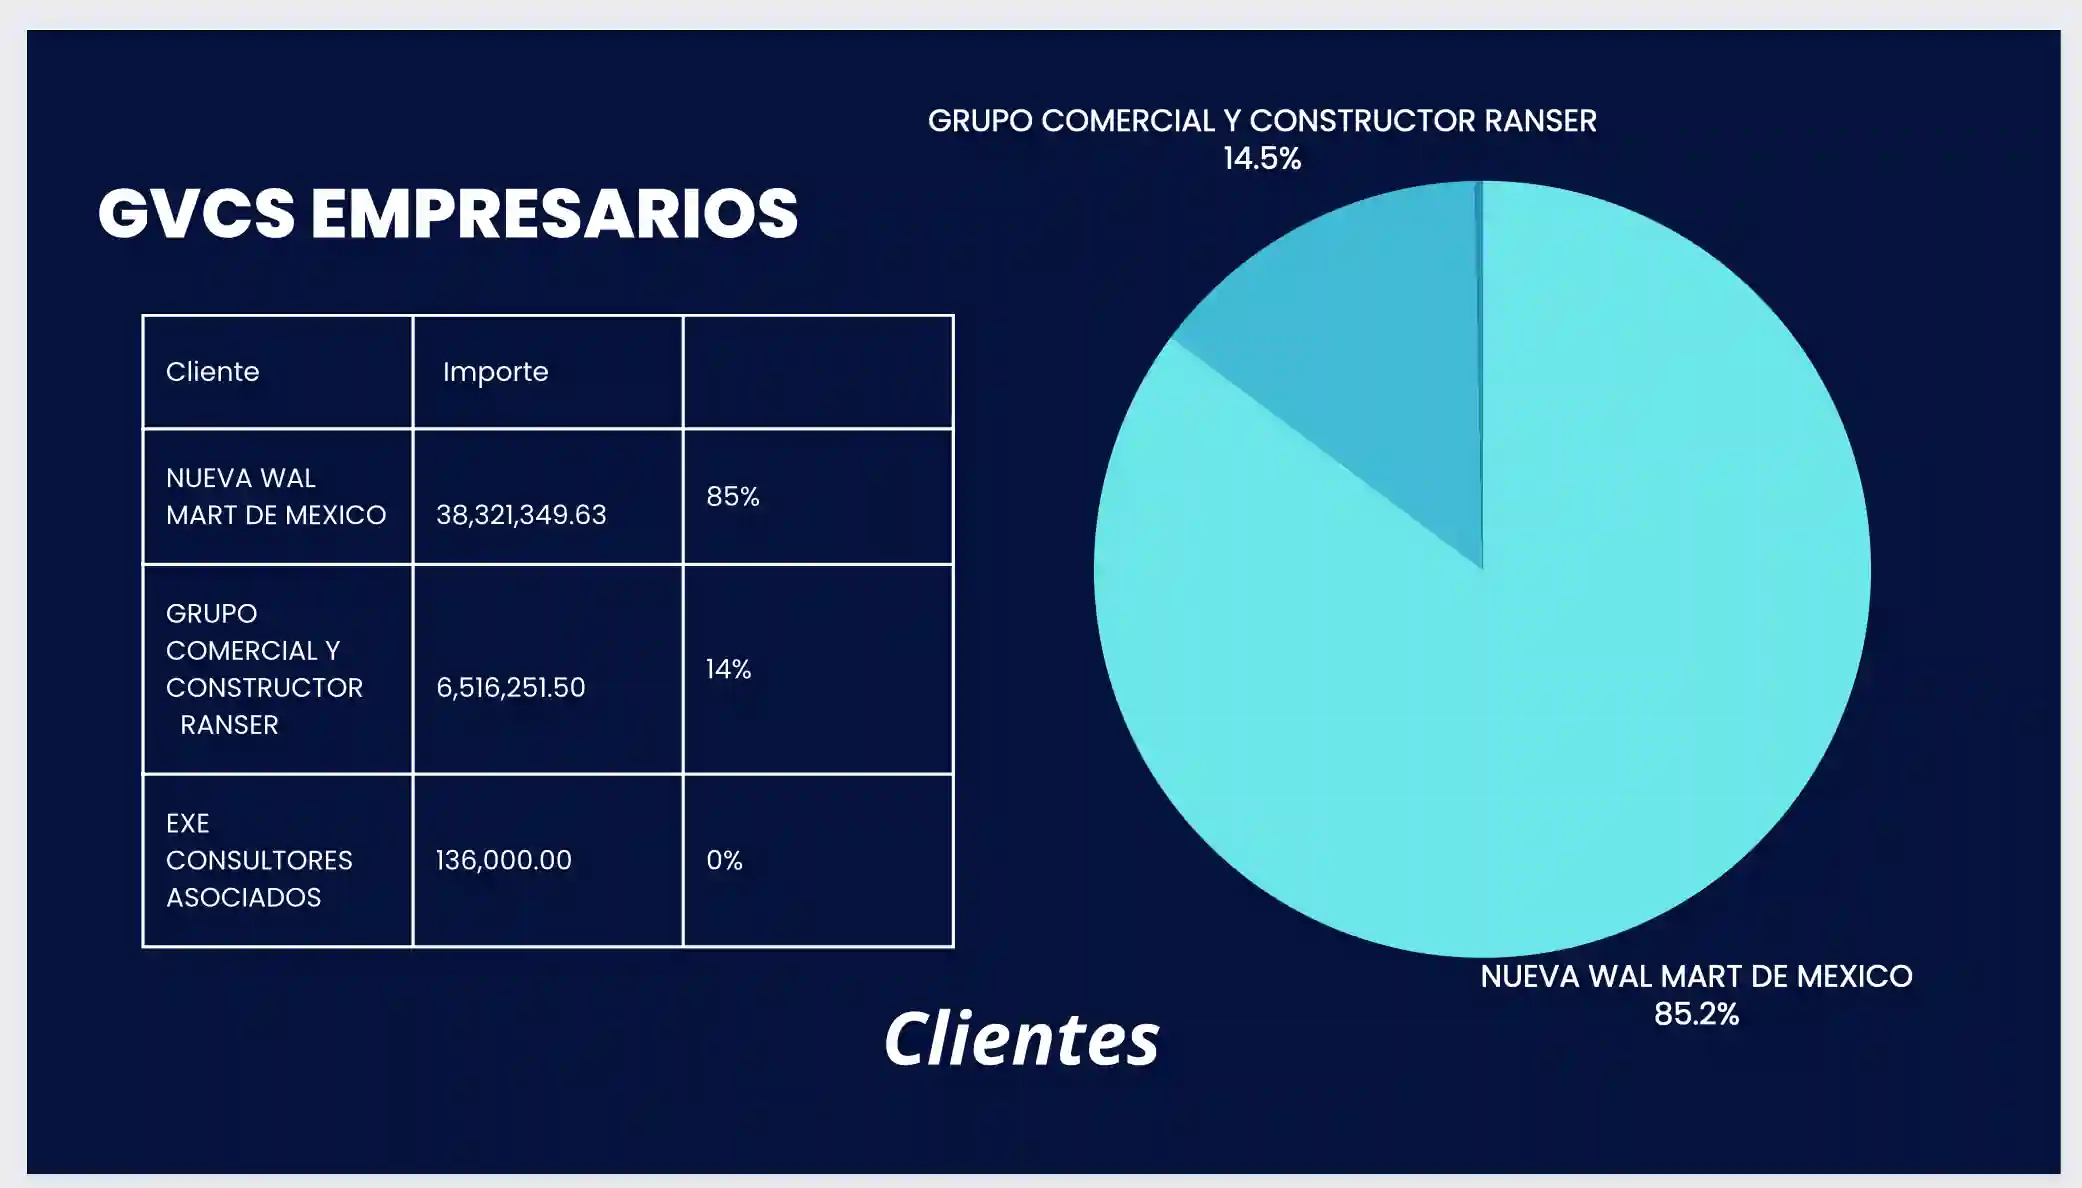 GVCS EMPRESARIOS
Cliente
Importe
NUEVA WAL
MART DE MEXICO
38,321,349.63
85%
GRUPO
COMERCIAL Y
CONSTRUCTOR
RANSER
6,516,251.50
14%
EXE
CONSULTORES
ASOCIADOS
136,000.00
0%
GRUPO COMERCIAL Y CONSTRUCTOR RANSER
14.5%
NUEVA WAL MART DE MEXICO
85.2%
Clientes